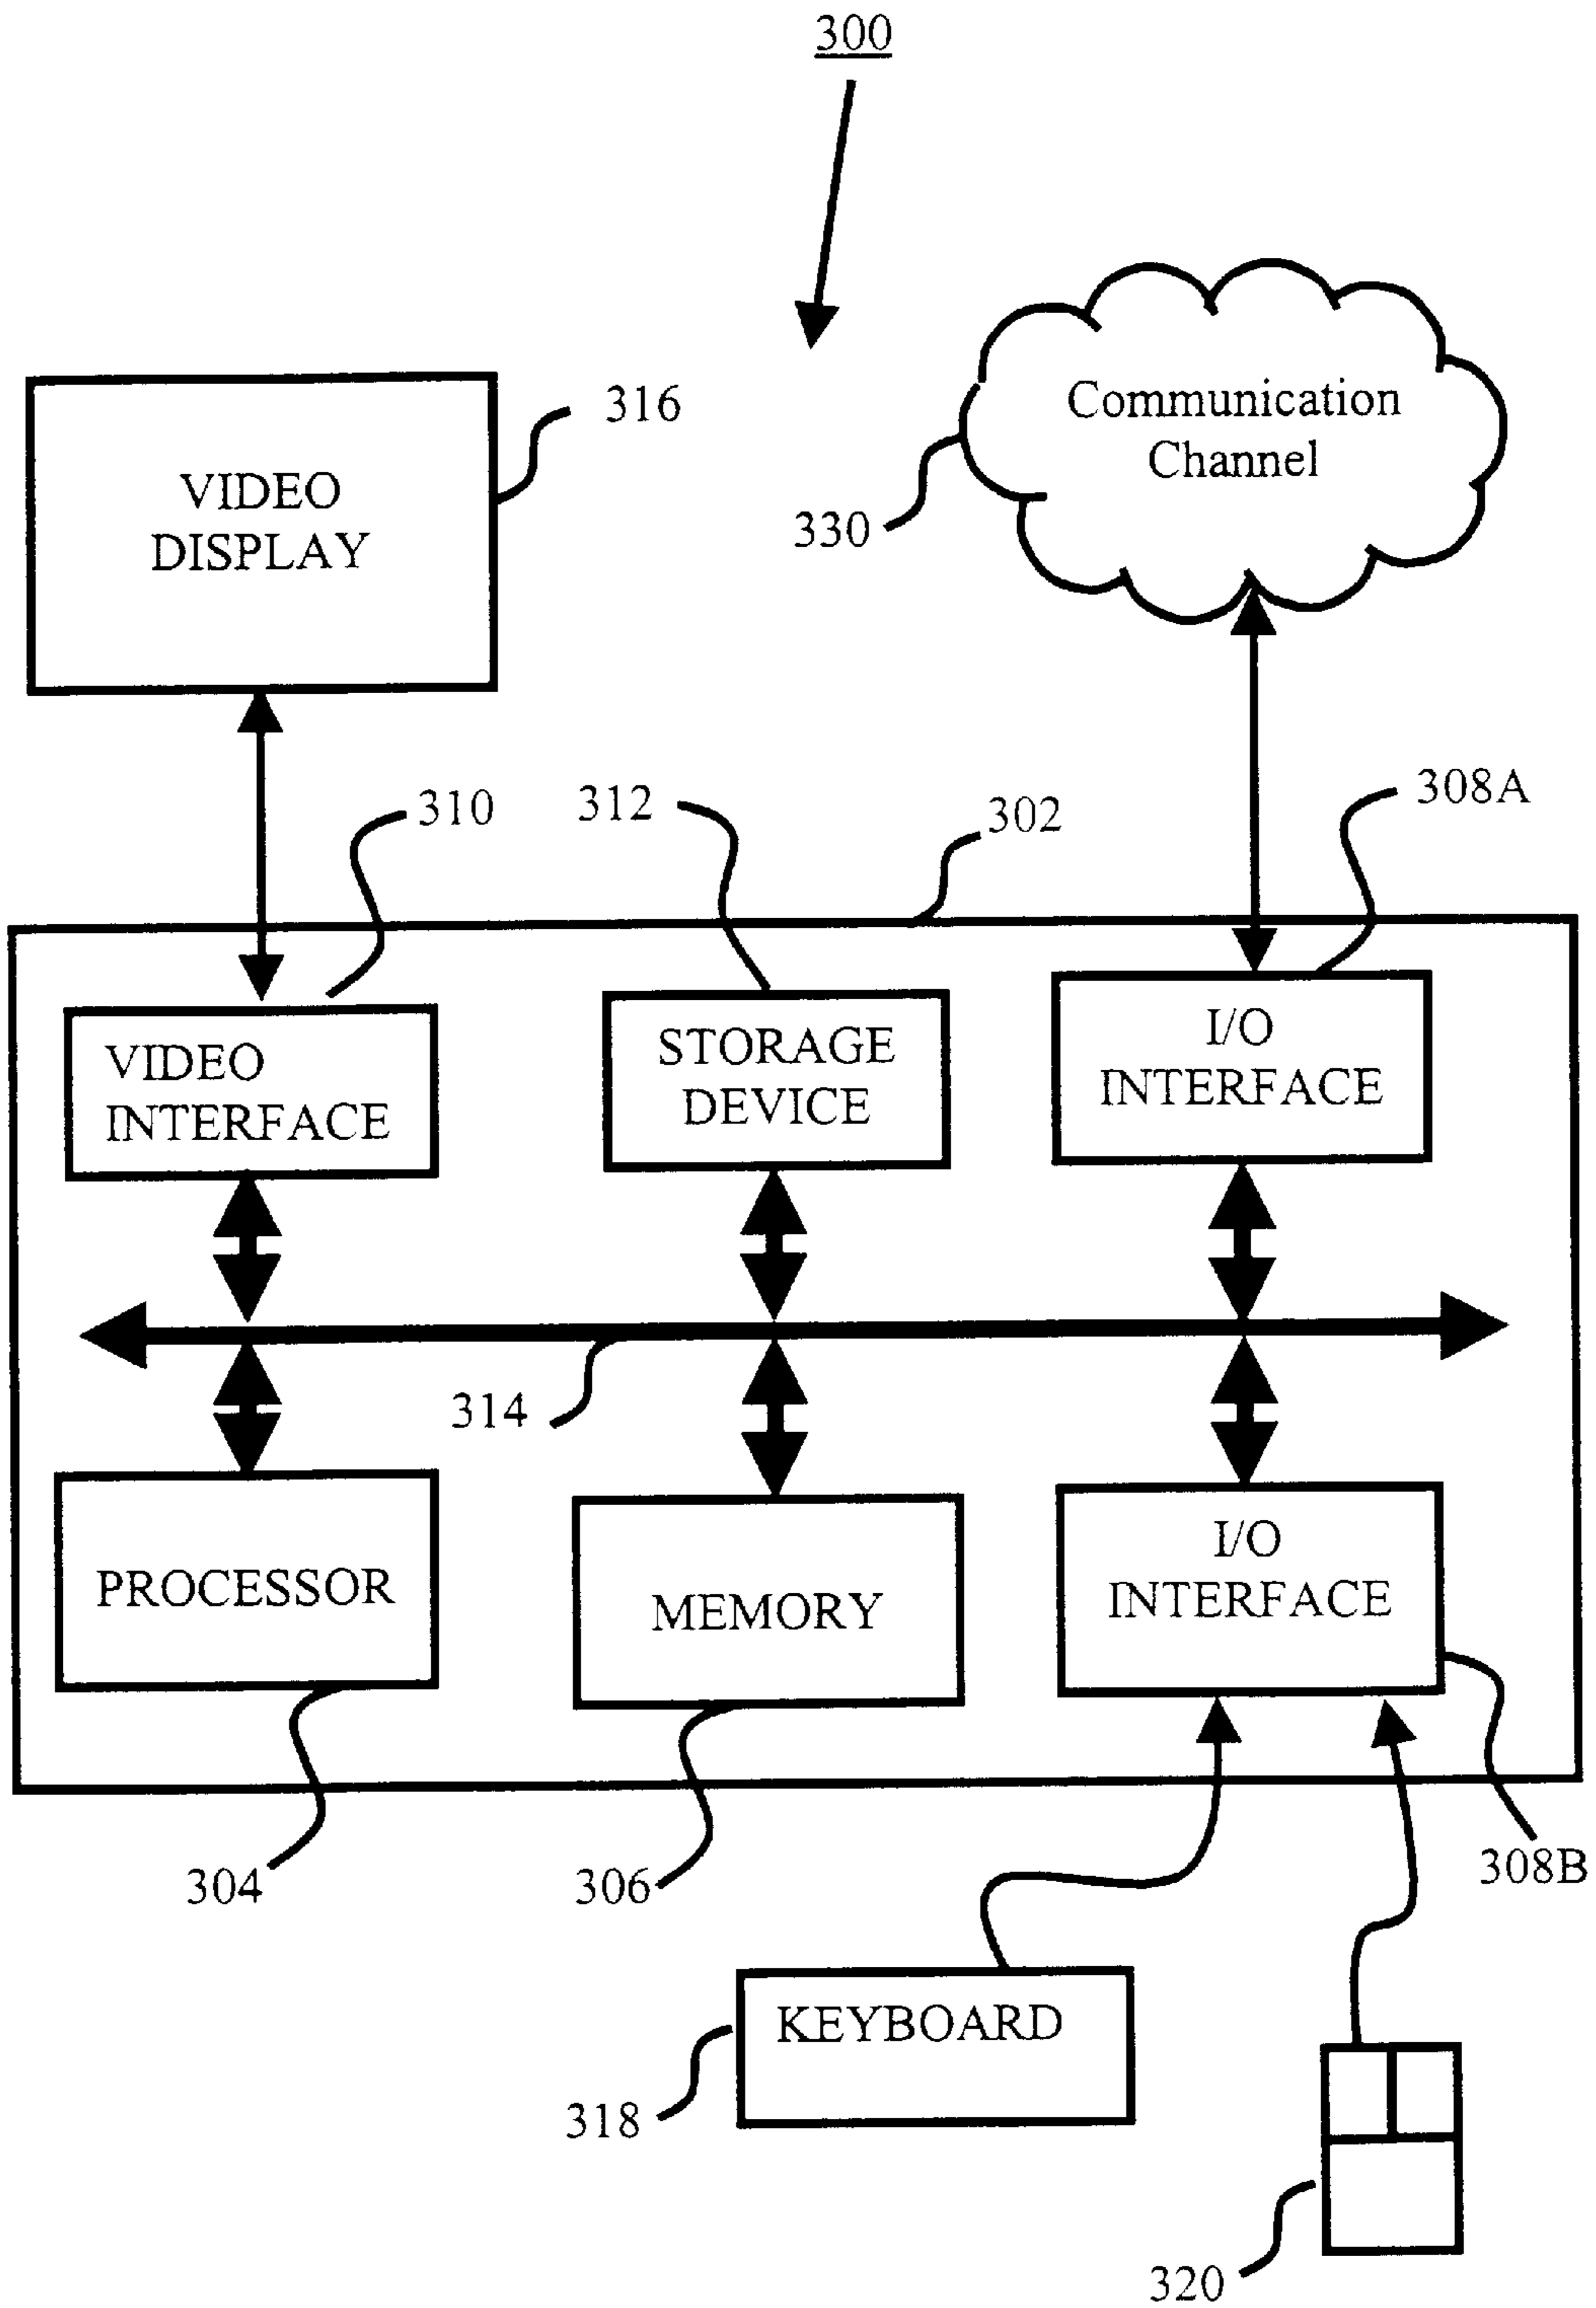 300
Communication
Channel
316
VIDEO
DISPLAY
330
310
312
302
308A
VIDEO
INTERFACE
STORAGE
DEVICE
I/O
INTERFACE
314
PROCESSOR
MEMORY
I/O
INTERFACE
304
306
308B
KEYBOARD
318
320